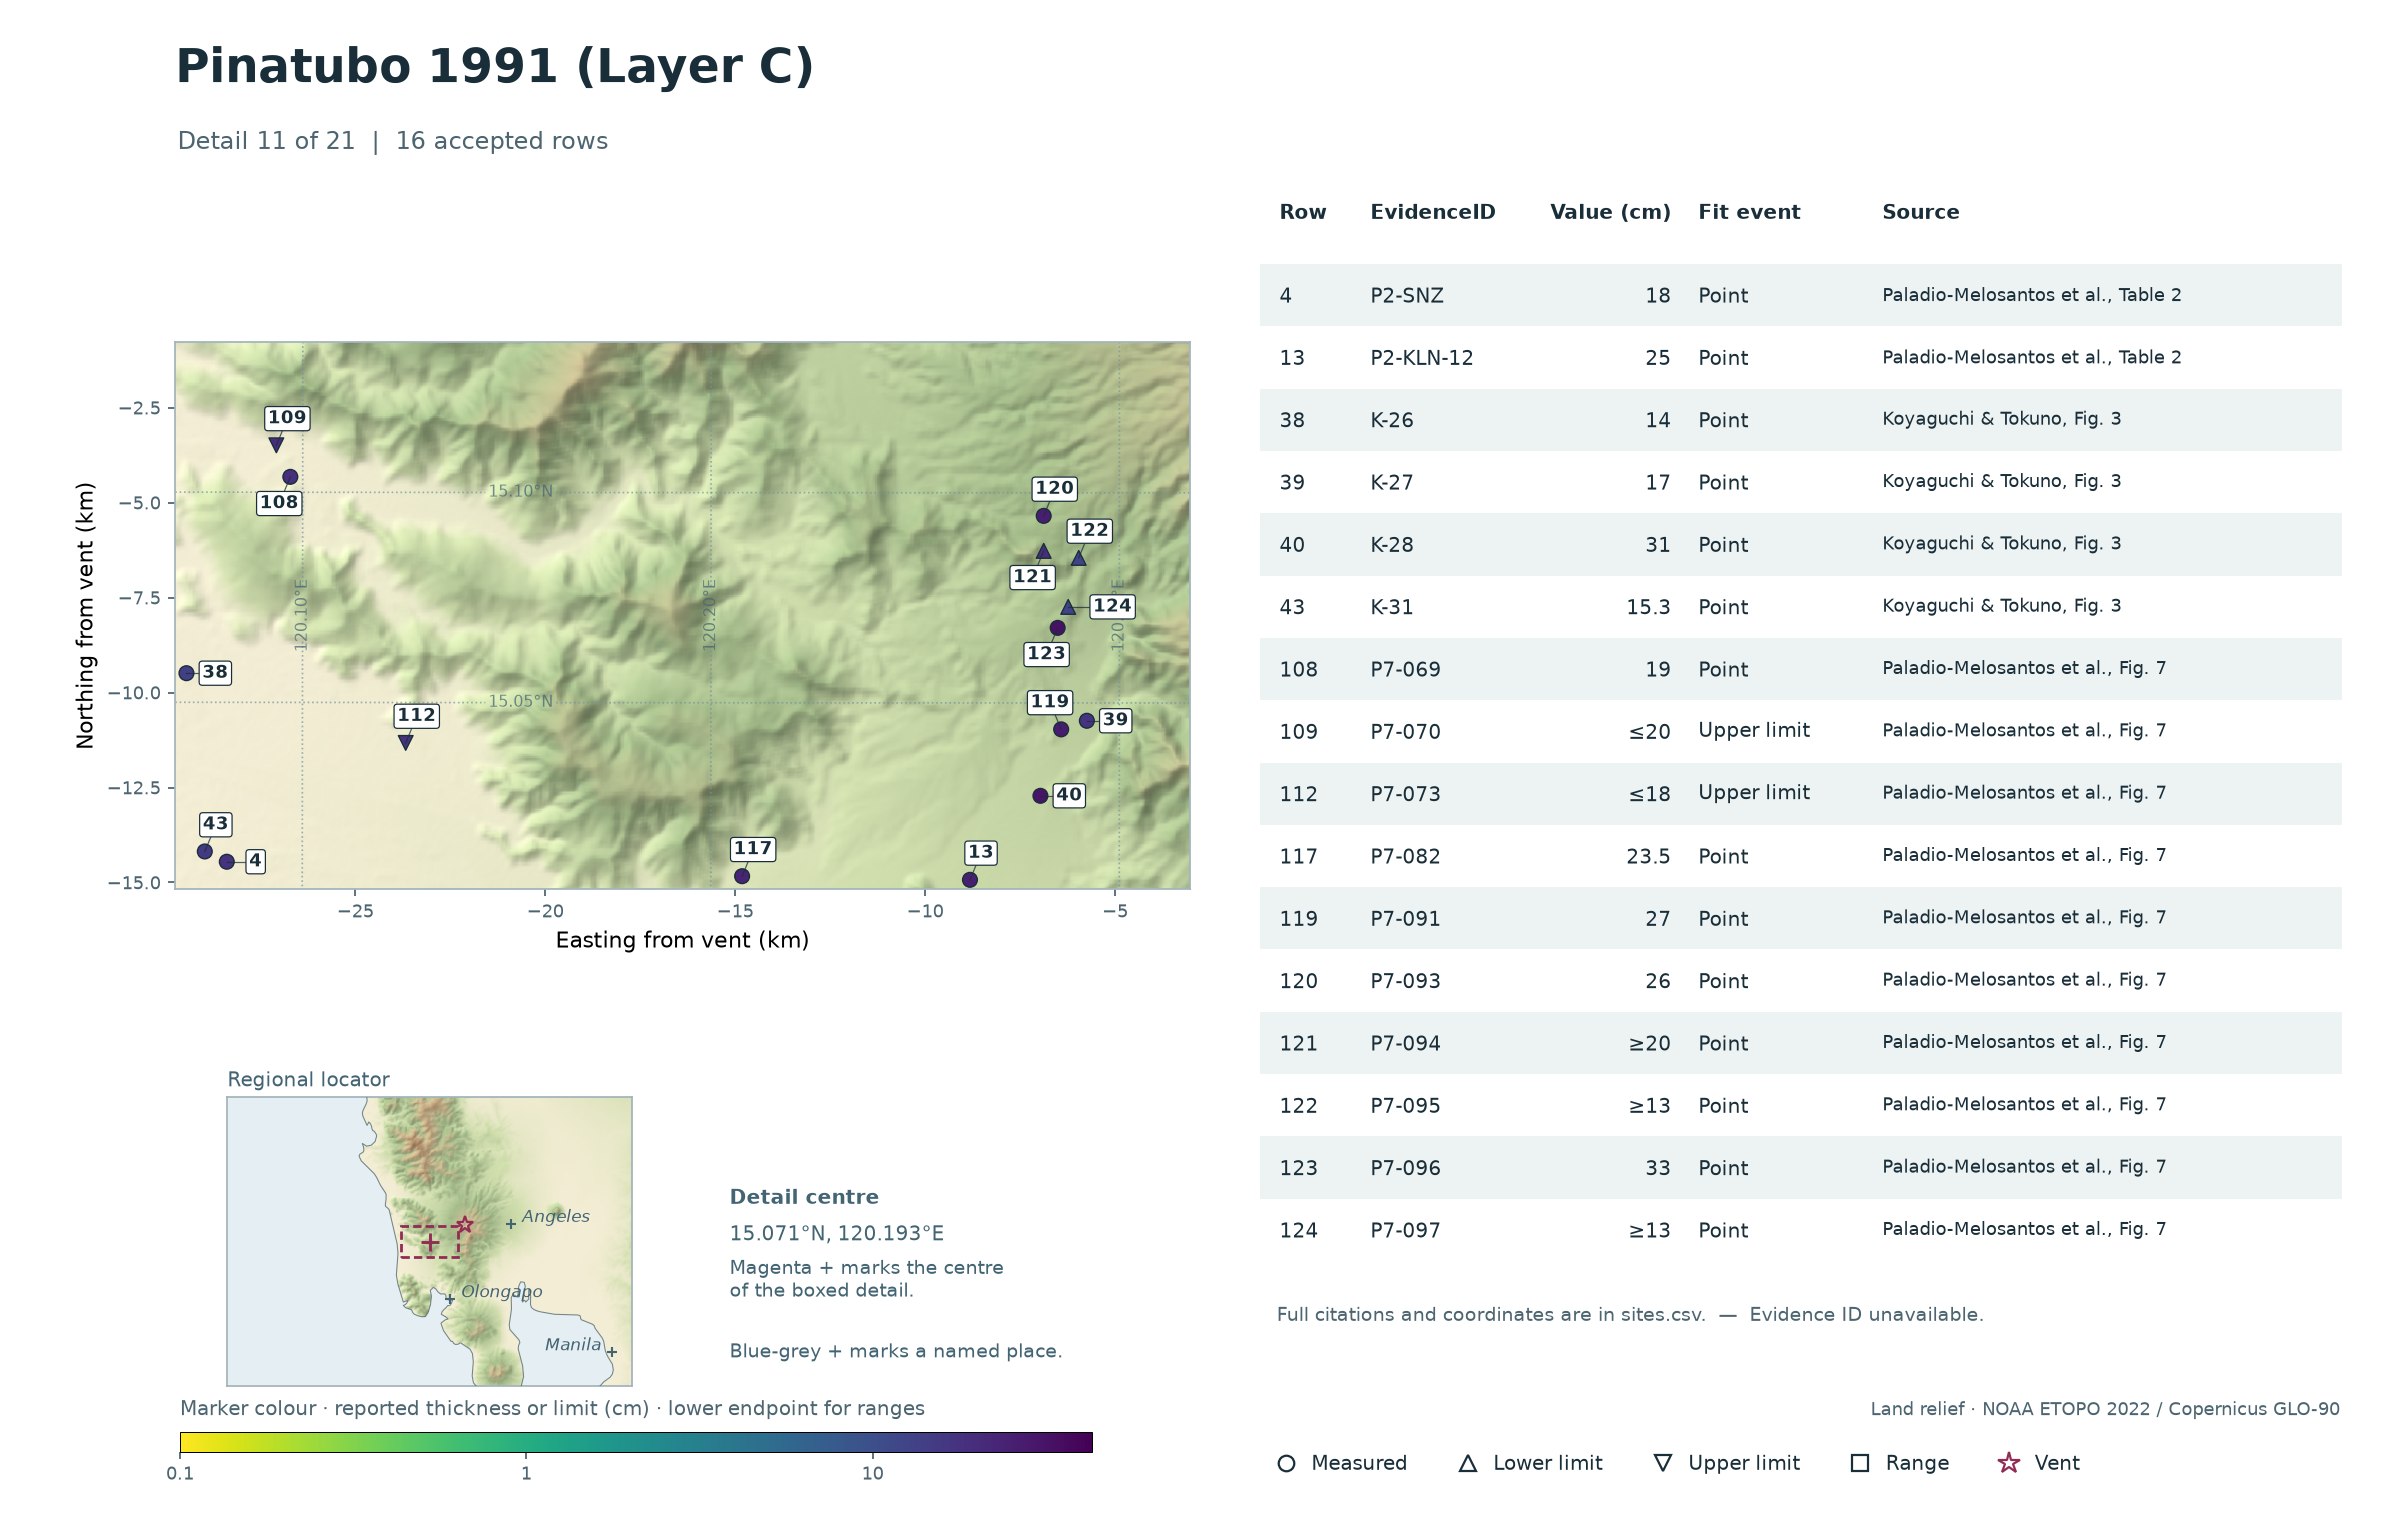 Pinatubo 1991 (Layer C)
Detail 11 of 21 | 16 accepted rows
Row EvidenceID Value (cm) Fit event Source
4 P2-SNZ 18 Point Paladio-Melosantos et al., Table 2
13 P2-KLN-12 25 Point Paladio-Melosantos et al., Table 2
38 K-26 14 Point Koyaguchi & Tokuno, Fig. 3
39 K-27 17 Point Koyaguchi & Tokuno, Fig. 3
40 K-28 31 Point Koyaguchi & Tokuno, Fig. 3
43 K-31 15.3 Point Koyaguchi & Tokuno, Fig. 3
108 P7-069 19 Point Paladio-Melosantos et al., Fig. 7
109 P7-070 ≤20 Upper limit Paladio-Melosantos et al., Fig. 7
112 P7-073 ≤18 Upper limit Paladio-Melosantos et al., Fig. 7
117 P7-082 23.5 Point Paladio-Melosantos et al., Fig. 7
119 P7-091 27 Point Paladio-Melosantos et al., Fig. 7
120 P7-093 26 Point Paladio-Melosantos et al., Fig. 7
121 P7-094 ≥20 Point Paladio-Melosantos et al., Fig. 7
122 P7-095 ≥13 Point Paladio-Melosantos et al., Fig. 7
123 P7-096 33 Point Paladio-Melosantos et al., Fig. 7
124 P7-097 ≥13 Point Paladio-Melosantos et al., Fig. 7
Full citations and coordinates are in sites.csv. — Evidence ID unavailable.
Northing from vent (km)
−2.5
−5.0
−7.5
−10.0
−12.5
−15.0
109
108
15.10°N
120
122
121
124
120.10°E
120.20°E
123
38
15.05°N
119
39
112
40
43
4
117
13
−25 −20 −15 −10 −5
Easting from vent (km)
Regional locator
Angeles
Olongapo
Manila
Detail centre
15.071°N, 120.193°E
Magenta + marks the centre
of the boxed detail.
Blue-grey + marks a named place.
Marker colour · reported thickness or limit (cm) · lower endpoint for ranges
0.1 1 10
Land relief · NOAA ETOPO 2022 / Copernicus GLO-90
Measured Lower limit Upper limit Range Vent